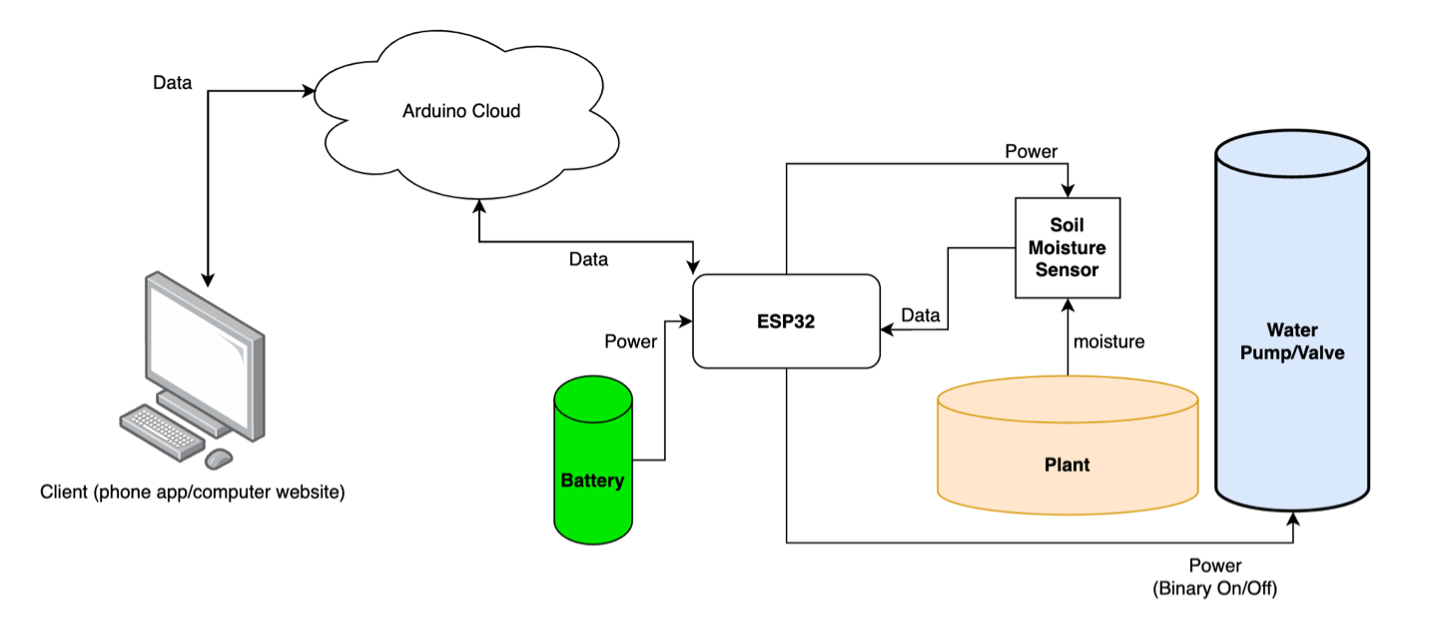 Data
Arduino Cloud
Data
Power
Soil
Moisture
Sensor
Data
ESP32
Power
moisture
Water
Pump/Valve
Battery
Plant
Client (phone app/computer website)
Power
(Binary On/Off)